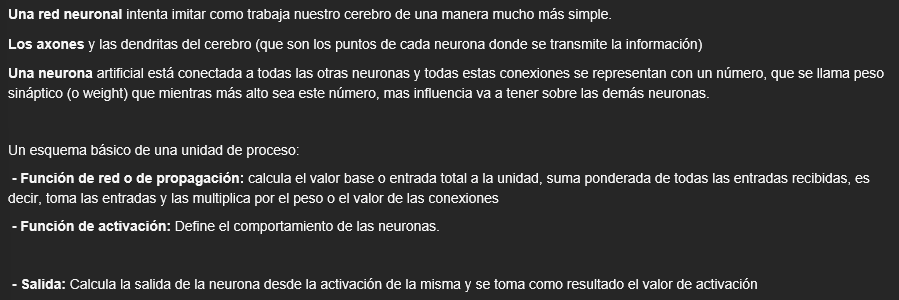 Una red neuronal intenta imitar como trabaja nuestro cerebro de una manera mucho más simple.
Los axones y las dendritas del cerebro (que son los puntos de cada neurona donde se transmite la información)
Una neurona artificial está conectada a todas las otras neuronas y todas estas conexiones se representan con un número, que se llama peso
sináptico (o weight) que mientras más alto sea este número, mas influencia va a tener sobre las demás neuronas.
Un esquema básico de una unidad de proceso:
- Función de red o de propagación: calcula el valor base o entrada total a la unidad, suma ponderada de todas las entradas recibidas, es
decir, toma las entradas y las multiplica por el peso o el valor de las conexiones
- Función de activación: Define el comportamiento de las neuronas.
- Salida: Calcula la salida de la neurona desde la activación de la misma y se toma como resultado el valor de activación